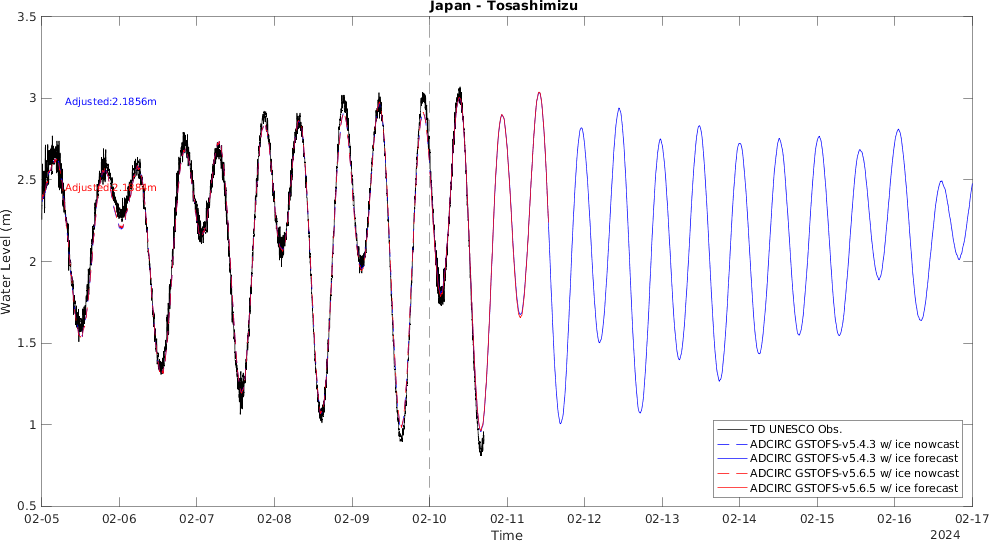 Japan - Tosashimizu
3.5
3
2.5
2
1.5
1
0.5
Water Level (m)
Adjusted:2.1856m
02-05
02-06
02-07
02-08
02-09
02-10
02-11
02-12
02-13
02-14
02-15
02-16
02-17
Time
2024
TD UNESCO Obs.
ADCIRC GSTOFS-v5.4.3 w/ ice nowcast
ADCIRC GSTOFS-v5.4.3 w/ ice forecast
ADCIRC GSTOFS-v5.6.5 w/ ice nowcast
ADCIRC GSTOFS-v5.6.5 w/ ice forecast